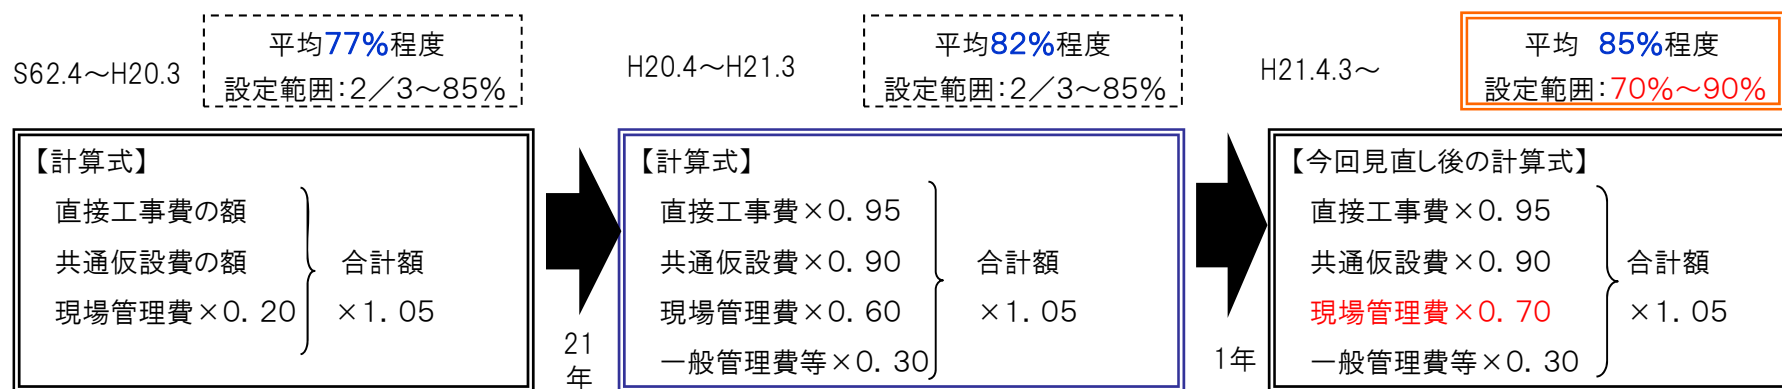 S62.4～H20.3
平均77%程度
設定範囲:2／3～85%
【計算式】
直接工事費の額
共通仮設費の額
現場管理費×0．20
合計額
×1．05
21
年
H20.4～H21.3
平均82%程度
設定範囲:2／3～85%
【計算式】
直接工事費×0．95
共通仮設費×0．90
現場管理費×0．60
一般管理費等×0．30
合計額
×1．05
1年
H21.4.3～
平均 85%程度
設定範囲:70%～90%
【今回見直し後の計算式】
直接工事費×0．95
共通仮設費×0．90
現場管理費×0．70
一般管理費等×0．30
合計額
×1．05